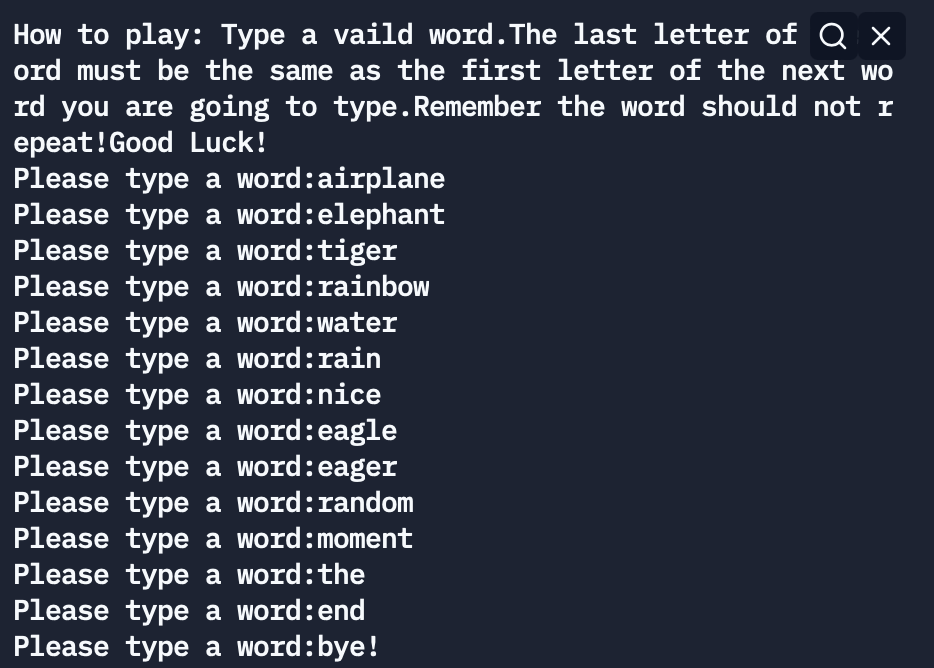 How to play: Type a vaild word.The last letter of
ord must be the same as the first letter of the next wo
rd you are going to type.Remember the word should not r
epeat!Good Luck!
Please type a word:airplane
Please type a word:elephant
Please type a word:tiger
Please type a word:rainbow
Please type a word:water
Please type a word:rain
Please type a word:nice
Please type a word:eagle
Please type a word:eager
Please type a word:random
Please type a word:moment
Please type a word:the
Please type a word:end
Please type a word:bye!